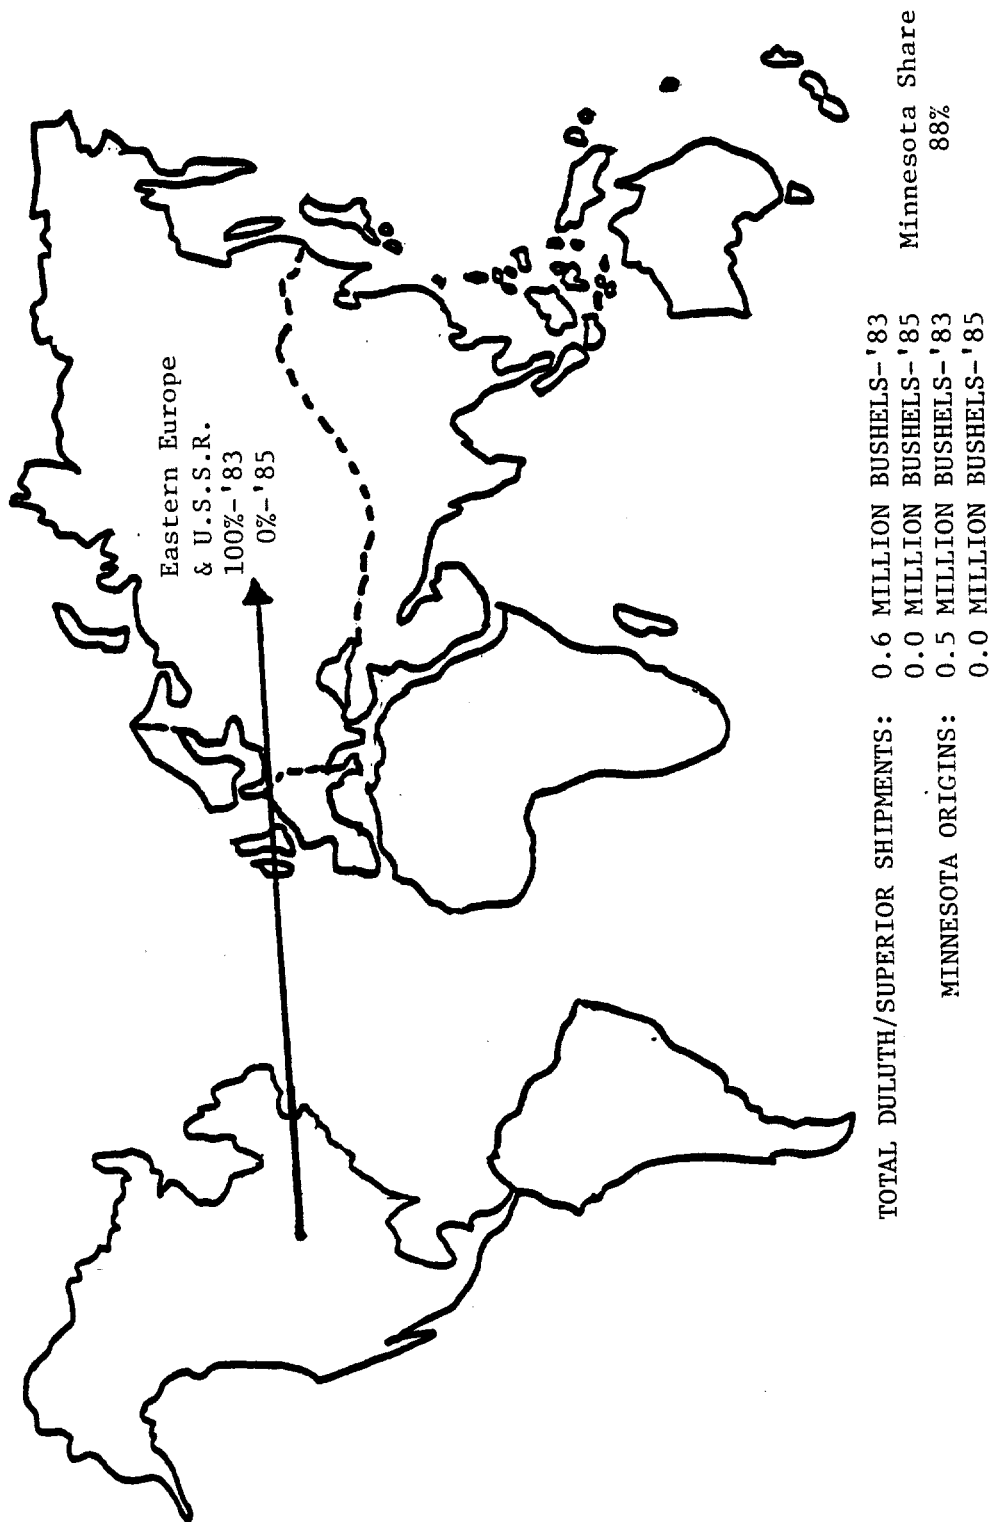 Eastern Europe
& U.S.S.R.
100%-'83
0%-'85
Minnesota Share
TOTAL DULUTH/SUPERIOR SHIPMENTS: 0.6 MILLION BUSHELS-'83
88%
0.0 MILLION BUSHELS-'85
MINNESOTA ORIGINS: 0.5 MILLION BUSHELS-'83
0.0 MILLION BUSHELS-'85